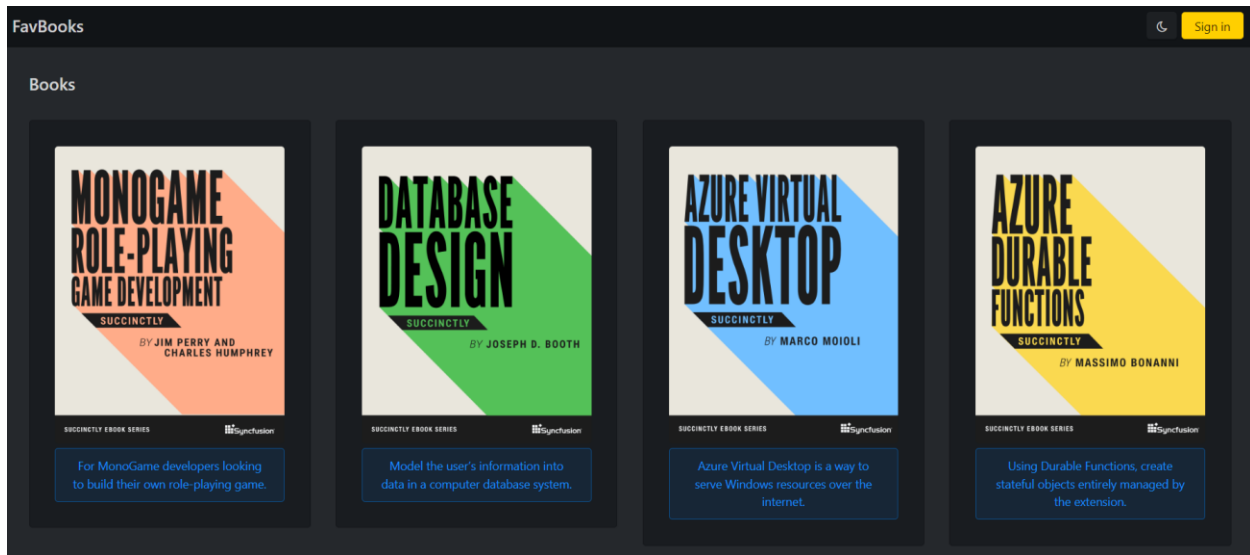 FavBooks
Sign in
Books
MONOGAME
ROLE-PLAYING
GAME DEVELOPMENT
SUCCINCTLY
BY JIM PERRY AND
CHARLES HUMPHREY
SUCCINCTLY EBOOK SERIES
Syncfusion
For MonoGame developers looking
to build their own role-playing game.
DATABASE
DESIGN
SUCCINCTLY
BY JOSEPH D. BOOTH
SUCCINCTLY EBOOK SERIES
Syncfusion
Model the user's information into
data in a computer database system.
AZURE VIRTUAL
DESKTOP
SUCCINCTLY
BY MARCO MOIOLI
SUCCINCTLY EBOOK SERIES
Syncfusion
Azure Virtual Desktop is a way to
serve Windows resources over the
internet.
AZURE
DURABLE
FUNCTIONS
SUCCINCTLY
BY MASSIMO BONANNI
SUCCINCTLY EBOOK SERIES
Syncfusion
Using Durable Functions, create
stateful objects entirely managed by
the extension.